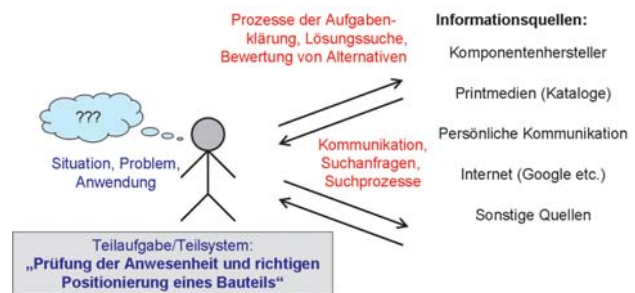 Prozesse der Aufgaben-
klärung, Lösungssuche,
Bewertung von Alternativen
Informationsquellen:
Komponentenhersteller
Printmedien (Kataloge)
Persönliche Kommunikation
Internet (Google etc.)
Sonstige Quellen
???
Situation, Problem,
Anwendung
Kommunikation,
Suchanfragen,
Suchprozesse
Teilaufgabe/Teilsystem:
„Prüfung der Anwesenheit und richtigen
Positionierung eines Bauteils“